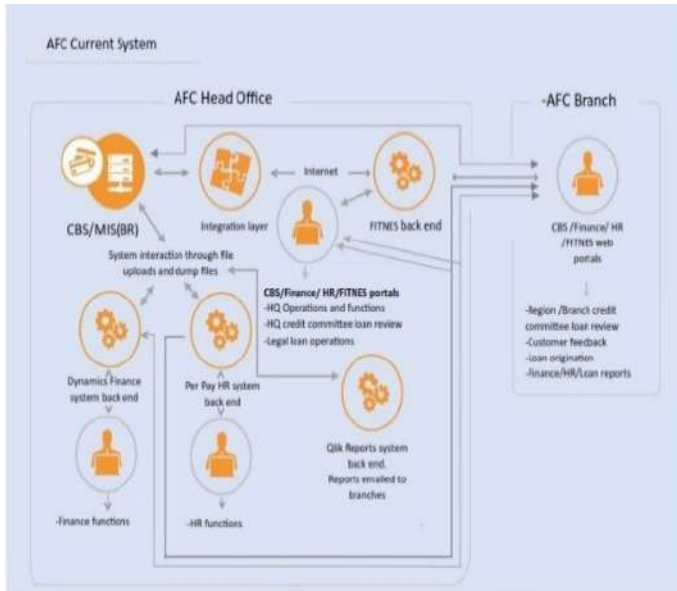 AFC Current System
AFC Head Office
-AFC Branch
Internet
CBS/MIS(BR)
Integration layer
FITNES back end
CBS /Finance/ HR
/FITNES web
portals
System interaction through file
uploads and dump files
CBS/Finance/ HR/FITNES portals
-HQ Operations and functions
-HQ credit committee loan review
-Legal loan operations
-Region /Branch credit
committee loan review
-Customer feedback
-Loan origination
-Finance/HR/Loan reports
Dynamics Finance
system back end
Per Pay HR system
back end
Qlik Reports system
back end.
Reports emailed to
branches
-Finance functions
-HR functions